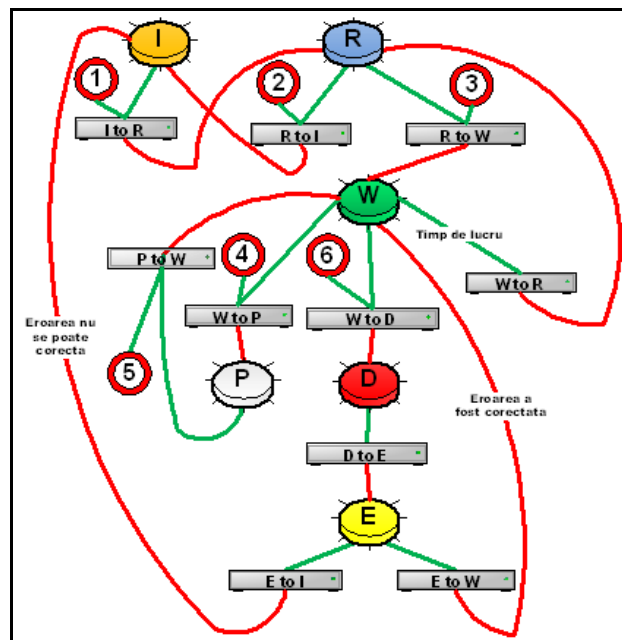 I
R
1
2
3
I to R
R to I
R to W
W
Timp de lucru
P to W
4
6
W to R
W to P
W to D
Eroarea nu
se poate
corecta
5
P
D
Eroarea a
fost corectata
D to E
E
E to I
E to W